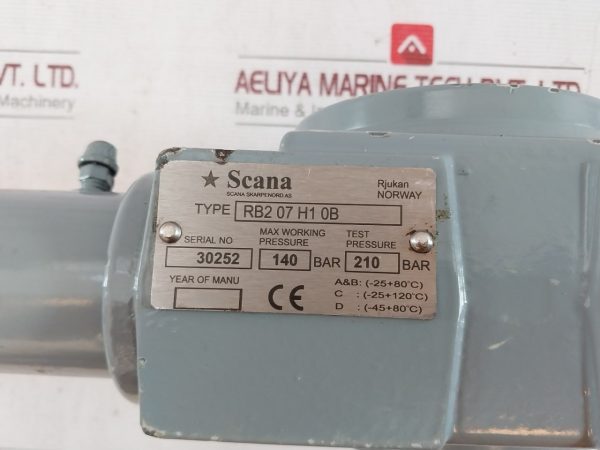 VT. LTD.
Machinery
AELIYA MARINE TECH PVT. LTD.
Marine &
★ Scana
SCANA SKARPENORD AS
Rjukan
NORWAY
TYPE RB2 07 H1 0B
SERIAL NO 30252
MAX WORKING PRESSURE 140 BAR
TEST PRESSURE 210 BAR
YEAR OF MANU
CE
A&B: (-25+80°C)
C : (-25+120°C)
D : (-45+80°C)